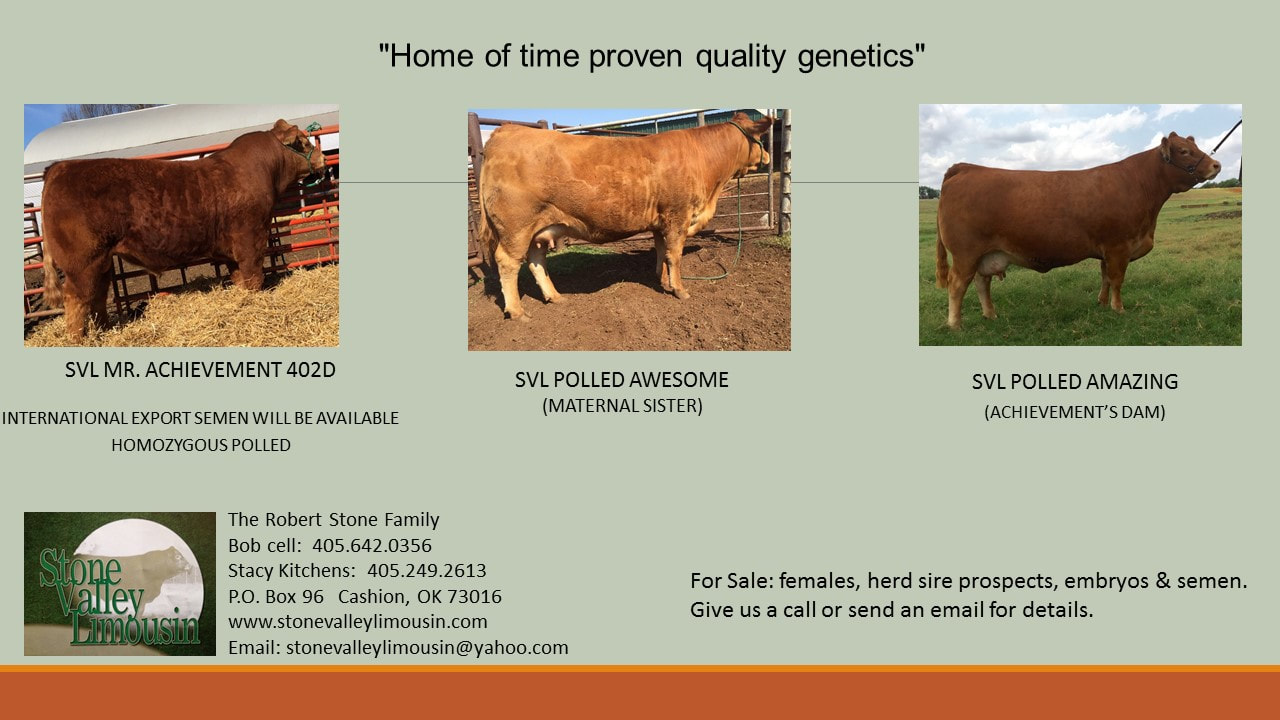 "Home of time proven quality genetics"
SVL MR. ACHIEVEMENT 402D
INTERNATIONAL EXPORT SEMEN WILL BE AVAILABLE
HOMOZYGOUS POLLED
SVL POLLED AWESOME
(MATERNAL SISTER)
SVL POLLED AMAZING
(ACHIEVEMENT’S DAM)
Stone
Valley
Limousin
The Robert Stone Family
Bob cell: 405.642.0356
Stacy Kitchens: 405.249.2613
P.O. Box 96 Cashion, OK 73016
www.stonevalleylimousin.com
Email: stonevalleylimousin@yahoo.com
For Sale: females, herd sire prospects, embryos & semen.
Give us a call or send an email for details.